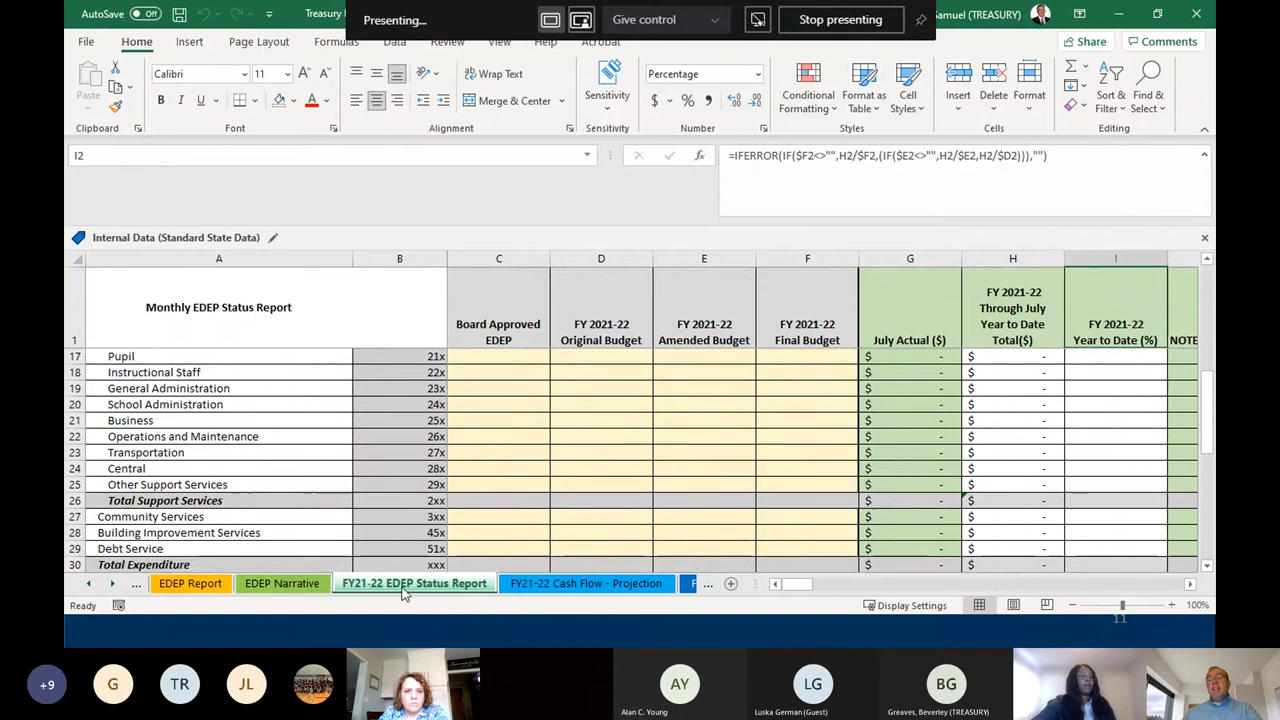 AutoSave Off Treasury Presenting... Give control Stop presenting Samuel (TREASURY)
File Home Insert Page Layout Formulas Data Review View Help Acrobat Share Comments
Paste Calibri 11 Wrap Text Merge & Center Sensitivity Percentage Conditional Formatting Format as Table Cell Styles Insert Delete Format Sort & Filter Find & Select
Clipboard Font Alignment Sensitivity Number Styles Cells Editing
I2 =IFERROR(IF($F2<>"",H2/$F2,(IF($E2<>"",H2/$E2,H2/$D2))),"")
Internal Data (Standard State Data)
A B C D E F G H I
1 Monthly EDEP Status Report Board Approved EDEP FY 2021-22 Original Budget FY 2021-22 Amended Budget FY 2021-22 Final Budget July Actual ($) FY 2021-22 Through July Year to Date Total($) FY 2021-22 Year to Date (%) NOTE
17 Pupil 21x $ - $ -
18 Instructional Staff 22x $ - $ -
19 General Administration 23x $ - $ -
20 School Administration 24x $ - $ -
21 Business 25x $ - $ -
22 Operations and Maintenance 26x $ - $ -
23 Transportation 27x $ - $ -
24 Central 28x $ - $ -
25 Other Support Services 29x $ - $ -
26 Total Support Services 2xx $ - $ -
27 Community Services 3xx $ - $ -
28 Building Improvement Services 45x $ - $ -
29 Debt Service 51x $ - $ -
30 Total Expenditure xxx $ - $ -
... EDEP Report EDEP Narrative FY21-22 EDEP Status Report FY21-22 Cash Flow - Projection F ...
Ready Display Settings 100%
11
+9 G TR JL AY LG BG
Alan C. Young Luska German (Guest) Greaves, Beverley (TREASURY)